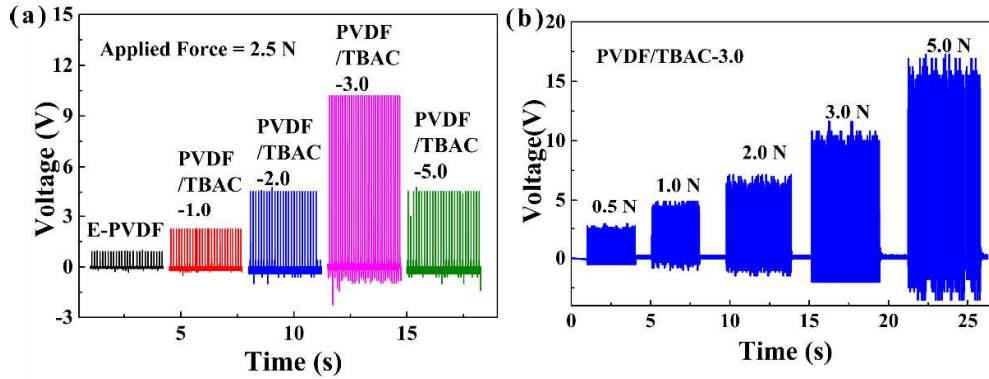 (a)
Voltage (V)
15
12
9
6
3
0
-3
Applied Force = 2.5 N
E-PVDF
PVDF
/TBAC
-1.0
PVDF
/TBAC
-2.0
PVDF
/TBAC
-3.0
PVDF
/TBAC
-5.0
5
10
15
Time (s)
(b)
Voltage(V)
20
15
10
5
0
PVDF/TBAC-3.0
0.5 N
1.0 N
2.0 N
3.0 N
5.0 N
0
5
10
15
20
25
Time (s)